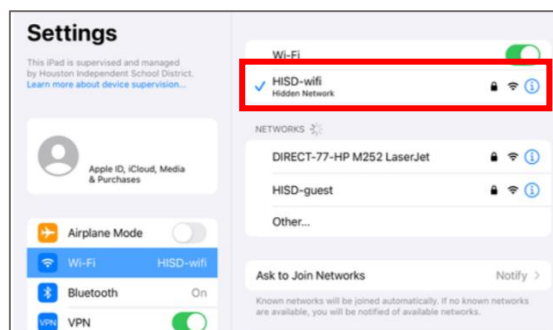 Settings
This iPad is supervised and managed
by Houston Independent School District.
Learn more about device supervision...
Apple ID, iCloud, Media
& Purchases
Airplane Mode
Wi-Fi HISD-wifi
Bluetooth On
VPN VPN
Wi-Fi
HISD-wifi
Hidden Network
NETWORKS
DIRECT-77-HP M252 LaserJet
HISD-guest
Other...
Ask to Join Networks Notify
Known networks will be joined automatically. If no known networks
are available, you will be notified of available networks.